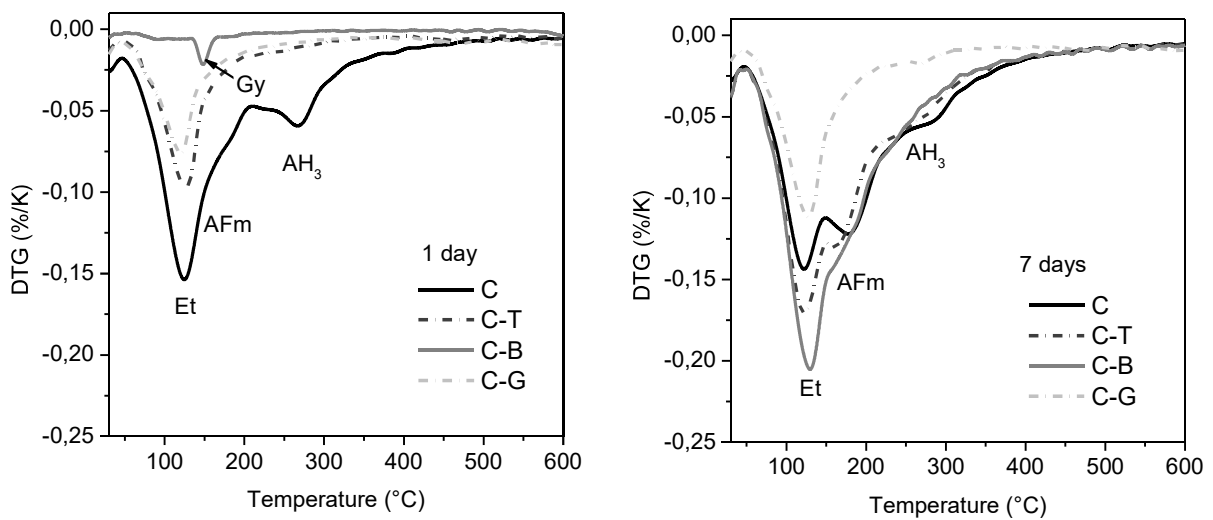 0,00
-0,05
-0,10
-0,15
-0,20
-0,25
DTG (%/K)
Gy
AH3
AFm
Et
1 day
C
C-T
C-B
C-G
100 200 300 400 500 600
Temperature (°C)
0,00
-0,05
-0,10
-0,15
-0,20
-0,25
DTG (%/K)
AH3
AFm
Et
7 days
C
C-T
C-B
C-G
100 200 300 400 500 600
Temperature (°C)